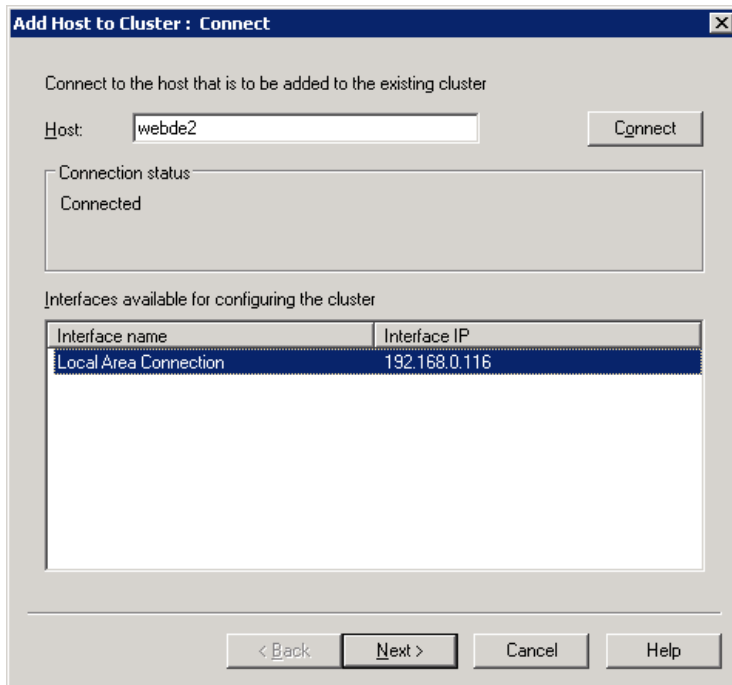 Add Host to Cluster : Connect
Connect to the host that is to be added to the existing cluster
Host: webde2 Connect
Connection status
Connected
Interfaces available for configuring the cluster
Interface name Interface IP
Local Area Connection 192.168.0.116
< Back Next > Cancel Help